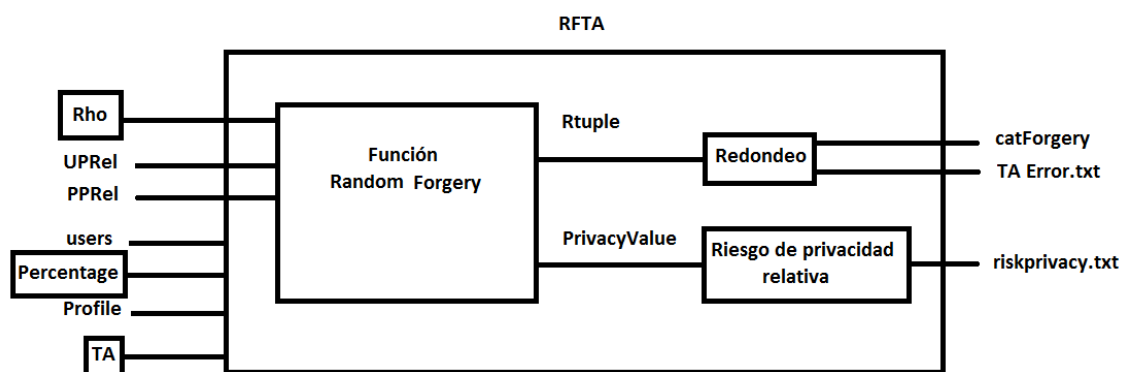 RFTA
Rho
UPRel
PPRel
users
Percentage
Profile
TA
Función
Random Forgery
Rtuple
PrivacyValue
Redondeo
Riesgo de privacidad
relativa
catForgery
TA Error.txt
riskprivacy.txt